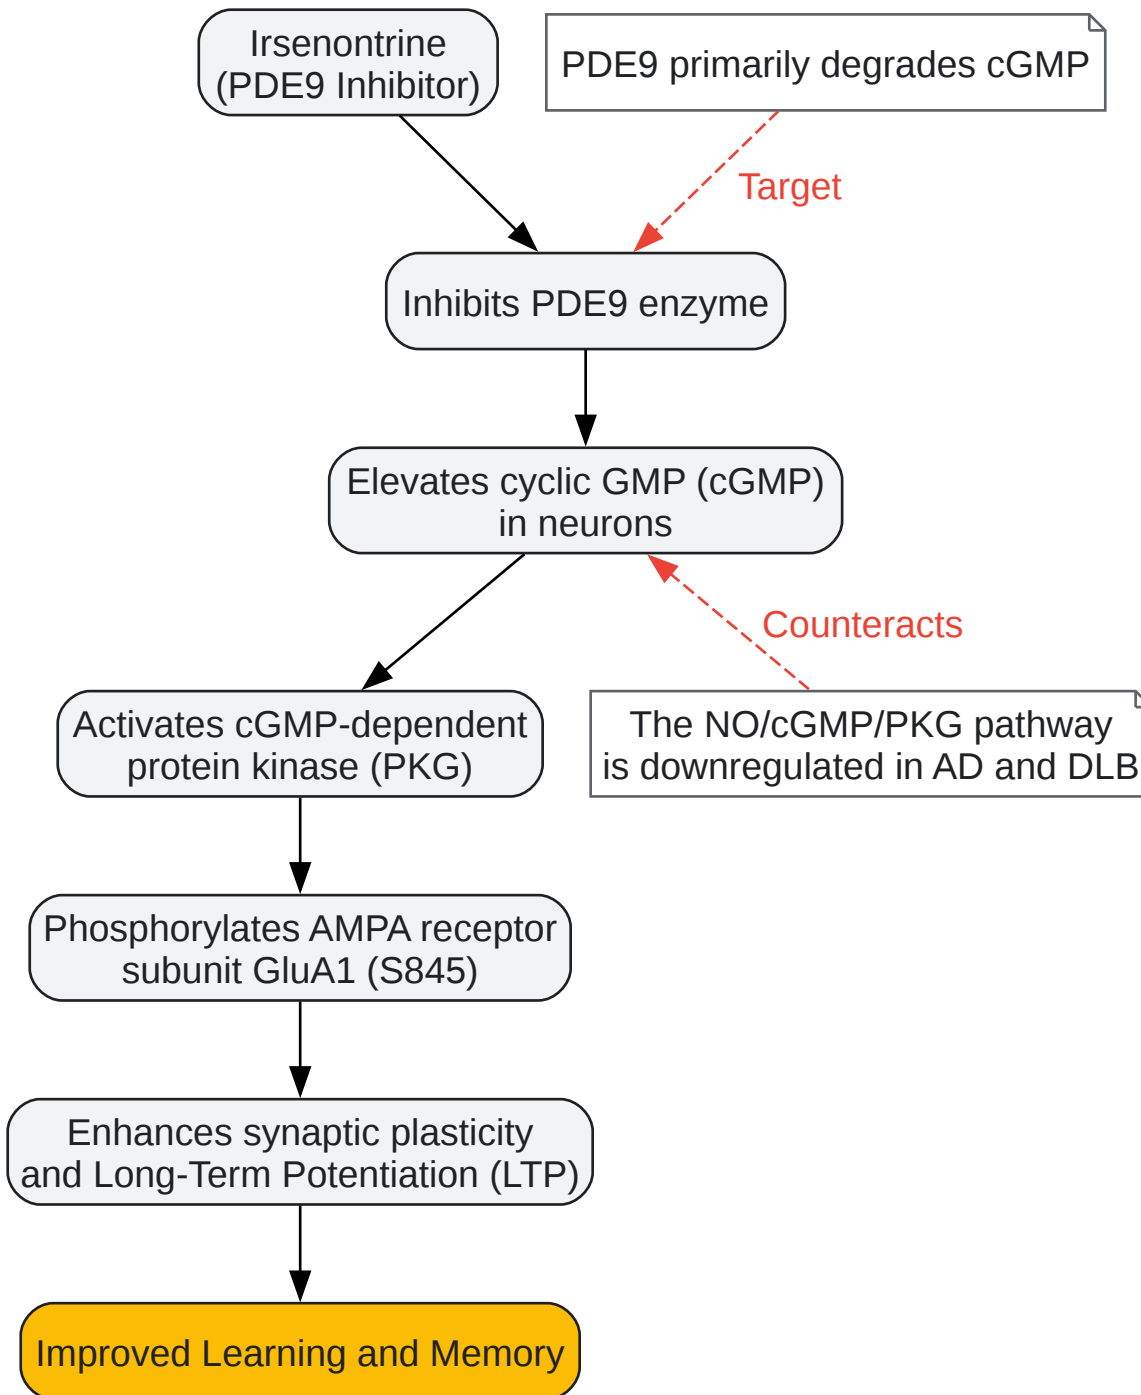 Irsenontrine
(PDE9 Inhibitor)
PDE9 primarily degrades cGMP
Target
Inhibits PDE9 enzyme
Elevates cyclic GMP (cGMP)
in neurons
Counteracts
Activates cGMP-dependent
protein kinase (PKG)
The NO/cGMP/PKG pathway
is downregulated in AD and DLB
Phosphorylates AMPA receptor
subunit GluA1 (S845)
Enhances synaptic plasticity
and Long-Term Potentiation (LTP)
Improved Learning and Memory